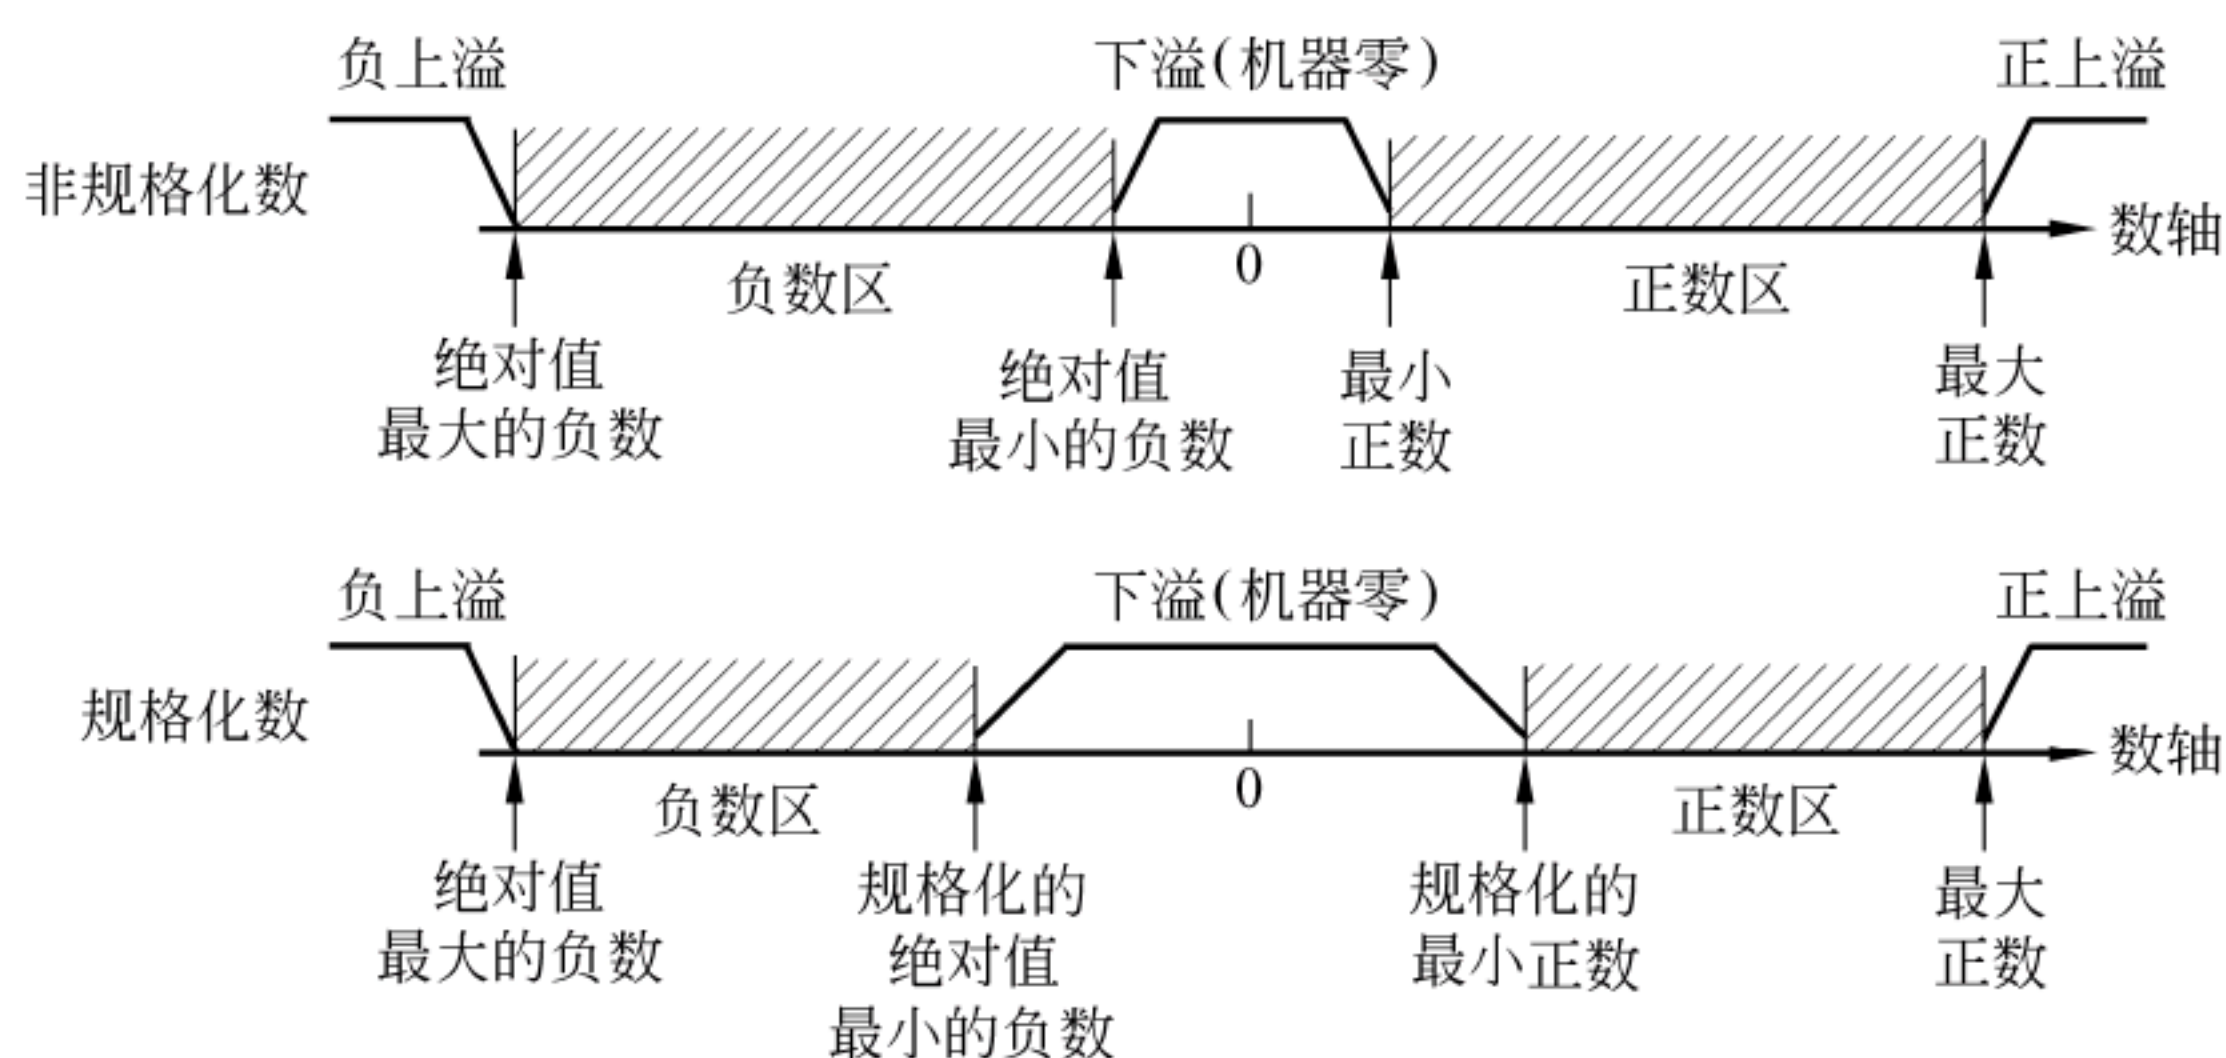 负上溢 下溢(机器零) 正上溢
非规格化数
数轴
0
负数区 正数区
绝对值
最大的负数
绝对值
最小的负数
最小
正数
最大
正数
负上溢 下溢(机器零) 正上溢
规格化数
数轴
0
负数区 正数区
绝对值
最大的负数
规格化的
绝对值
最小的负数
规格化的
最小正数
最大
正数